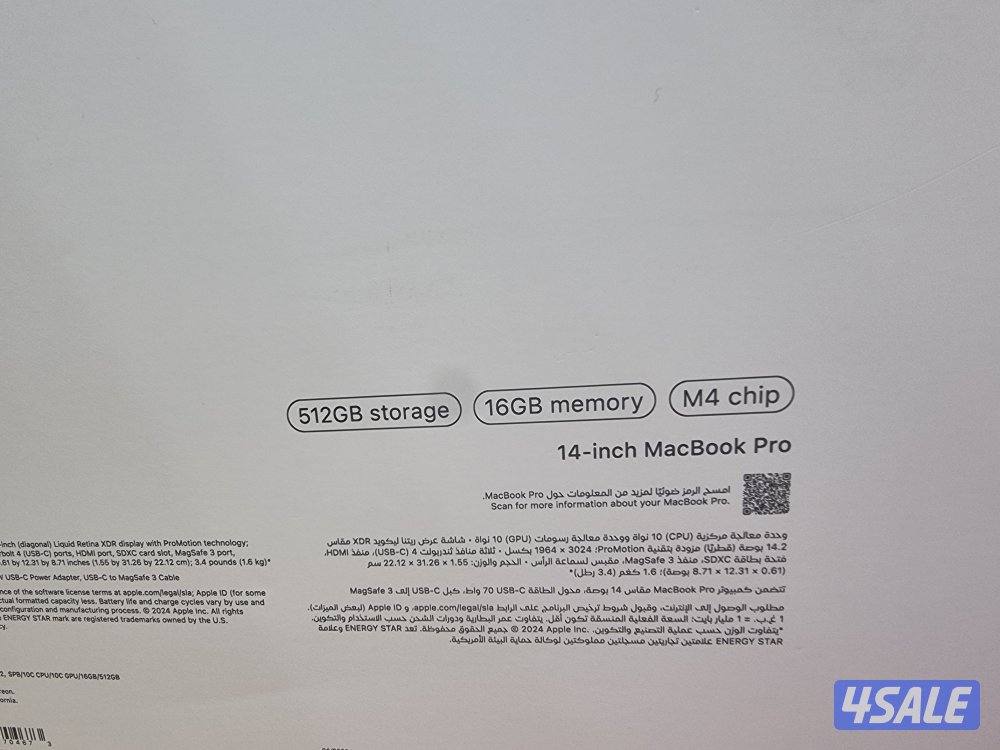 512GB storage
16GB memory
M4 chip
14-inch MacBook Pro
امسح الرمز ضوئيًا لمزيد من المعلومات حول MacBook Pro.
Scan for more information about your MacBook Pro.
-inch (diagonal) Liquid Retina XDR display with ProMotion technology;
rbolt 4 (USB-C) ports, HDMI port, SDXC card slot, MagSafe 3 port,
.61 by 12.31 by 8.71 inches (1.55 by 31.26 by 22.12 cm); 3.4 pounds (1.6 kg)*
USB-C Power Adapter, USB-C to MagSafe 3 Cable
nce of the software license terms at apple.com/legal/sla; Apple ID (for some
ctual formatted capacity less. Battery life and charge cycles vary by use and
configuration and manufacturing process. © 2024 Apple Inc. All rights
ENERGY STAR mark are registered trademarks owned by the U.S.
cy.
وحدة معالجة مركزية (CPU) 10 نواة ووحدة معالجة رسومات (GPU) 10 نواة • شاشة عرض ريتنا ليكويد XDR مقاس
14.2 بوصة (قطريًا) مزودة بتقنية ProMotion؛ 3024 × 1964 بكسل • ثلاثة منافذ ثندربولت 4 (USB-C)، منفذ HDMI،
فتحة بطاقة SDXC، منفذ MagSafe 3، مقبس لسماعة الرأس • الحجم والوزن: 1.55 × 31.26 × 22.12 سم
(0.61 × 12.31 × 8.71 بوصة)؛ 1.6 كغم (3.4 رطل)*
تتضمن كمبيوتر MacBook Pro مقاس 14 بوصة، محول الطاقة USB-C 70 واط، كبل USB-C إلى MagSafe 3
مطلوب الوصول إلى الإنترنت، وقبول شروط ترخيص البرنامج على الرابط apple.com/legal/sla، و Apple ID (لبعض الميزات).
1 غ.ب. = 1 مليار بايت؛ السعة الفعلية المنسقة تكون أقل. يتفاوت عمر البطارية ودورات الشحن حسب الاستخدام والتكوين.
*يتفاوت الوزن حسب عملية التصنيع والتكوين. © 2024 Apple Inc. جميع الحقوق محفوظة. تعد ENERGY STAR وعلامة
ENERGY STAR علامتين تجاريتين مسجلتين مملوكتين لوكالة حماية البيئة الأمريكية.
2, SPB/10C CPU/10C GPU/16GB/512GB
eon.
ornia.
70467 3
4SALE